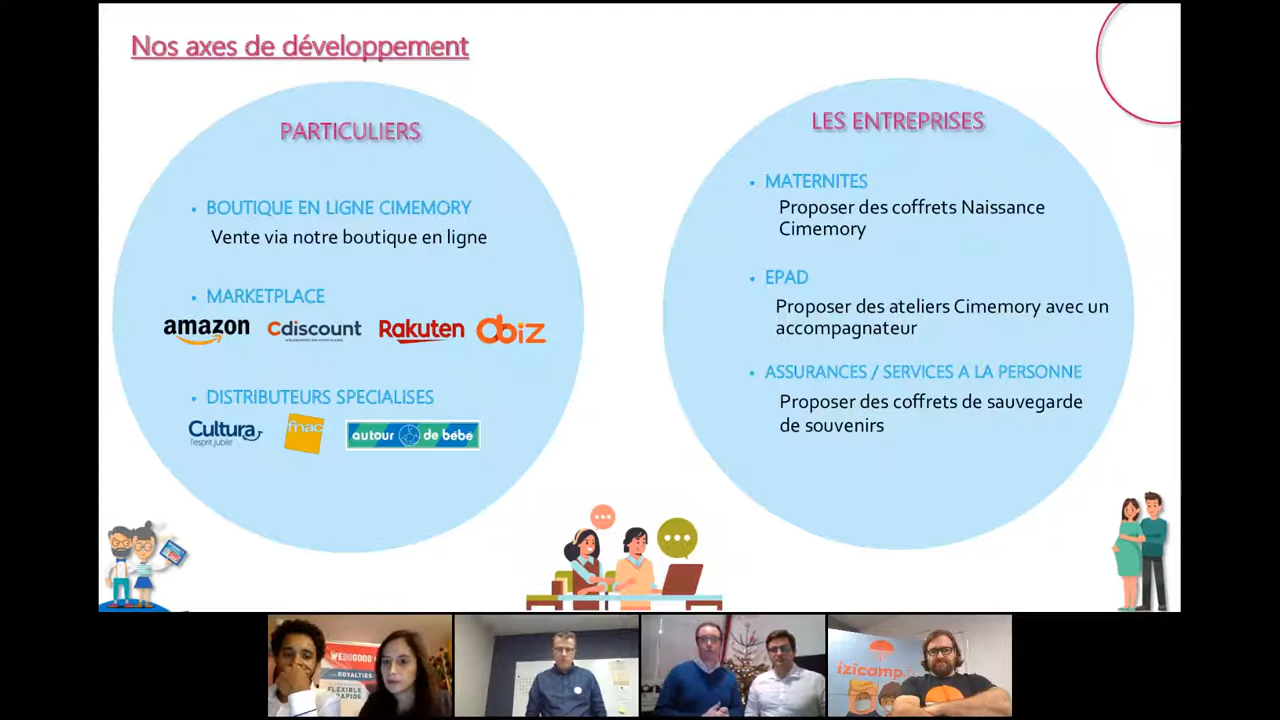 Nos axes de développement
PARTICULIERS
• BOUTIQUE EN LIGNE CIMEMORY
Vente via notre boutique en ligne
• MARKETPLACE
amazon Cdiscount Rakuten Obiz
• DISTRIBUTEURS SPECIALISES
Cultura fnac autour de bébé
l'esprit jubile
LES ENTREPRISES
• MATERNITES
Proposer des coffrets Naissance
Cimemory
• EPAD
Proposer des ateliers Cimemory avec un
accompagnateur
• ASSURANCES / SERVICES A LA PERSONNE
Proposer des coffrets de sauvegarde
de souvenirs
WEDOGOOD
ROYALTIES
FLEXIBLE
izicamp